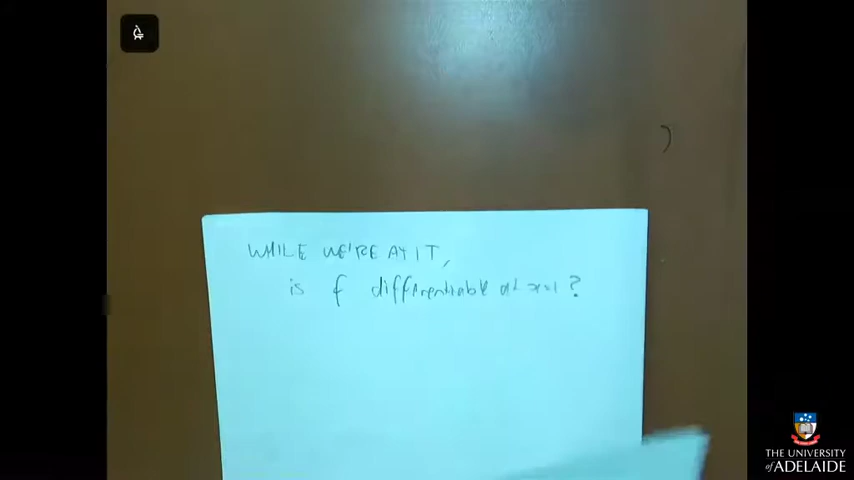 WHILE WE'RE AT IT,
is f differentiable at x=1?
THE UNIVERSITY
of ADELAIDE